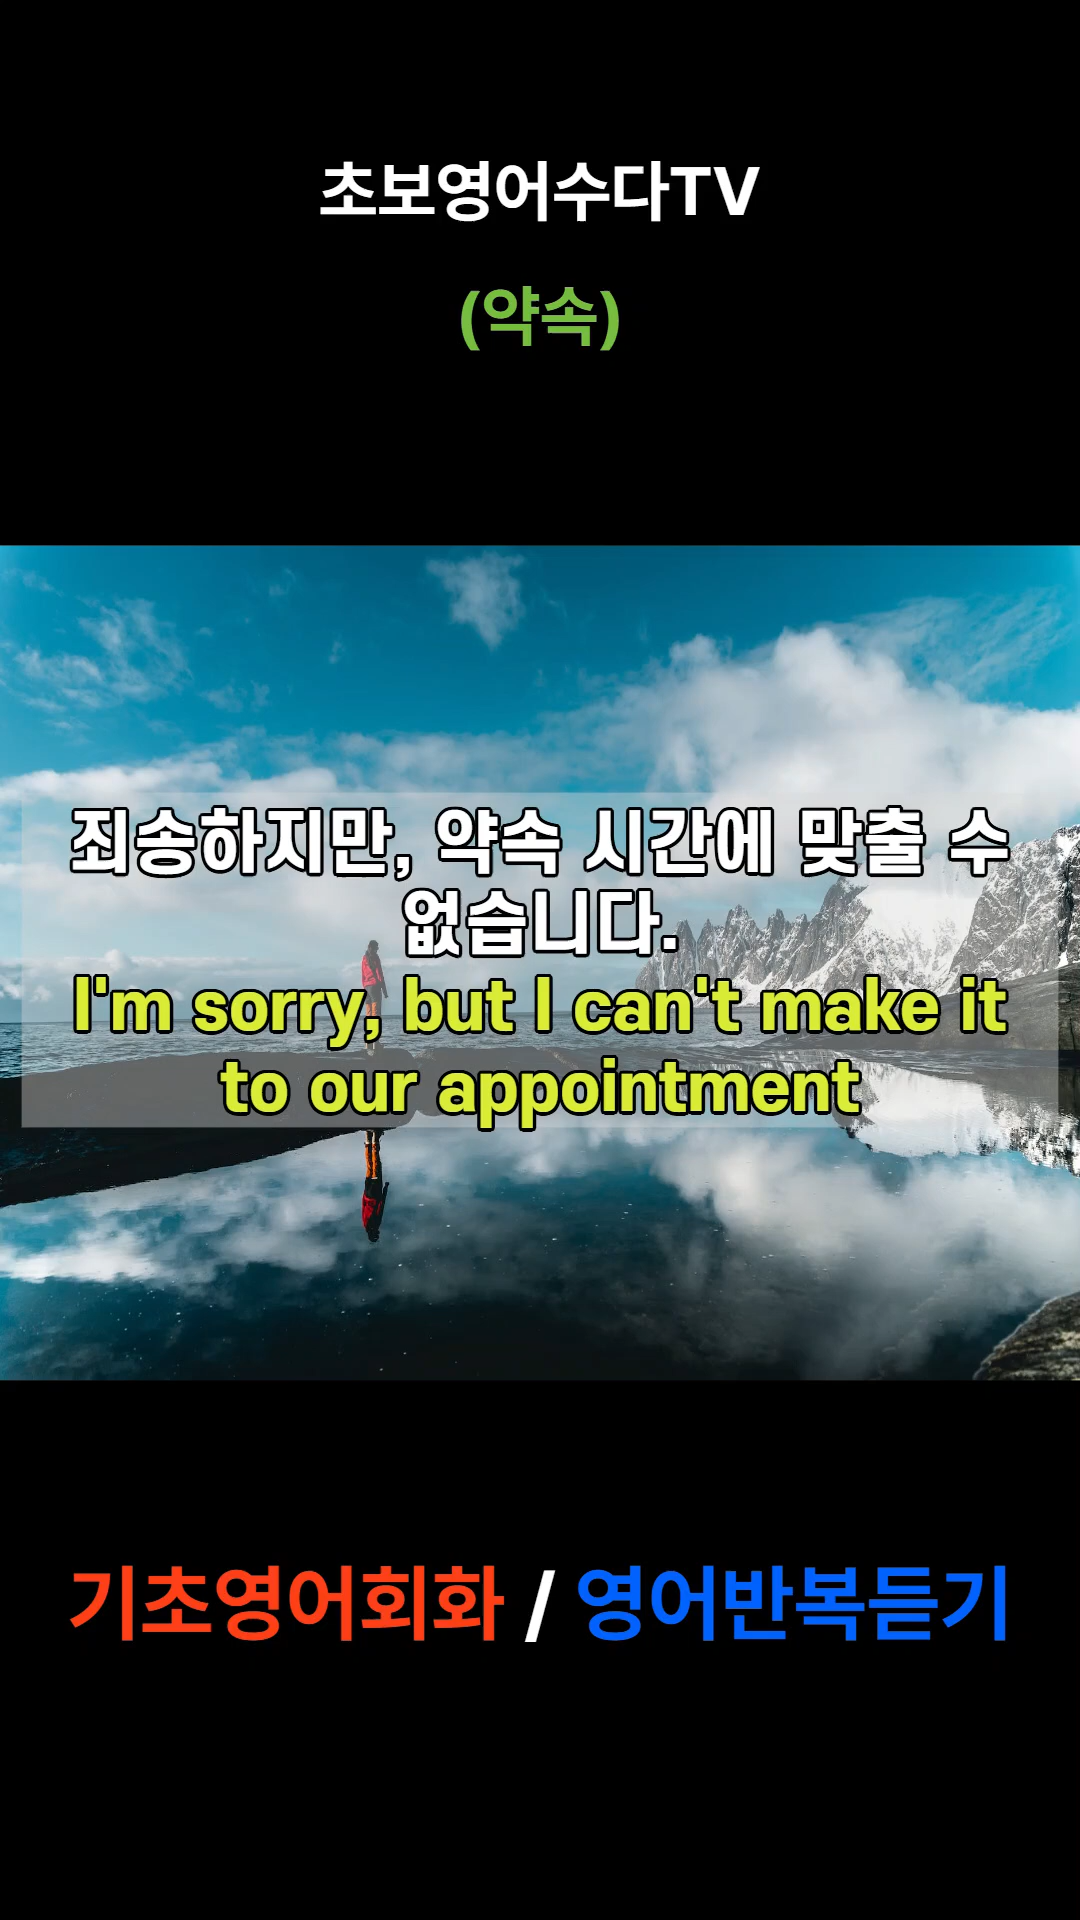 초보영어수다TV
(약속)
죄송하지만, 약속 시간에 맞출 수
없습니다.
I'm sorry, but I can't make it
to our appointment
기초영어회화 / 영어반복듣기